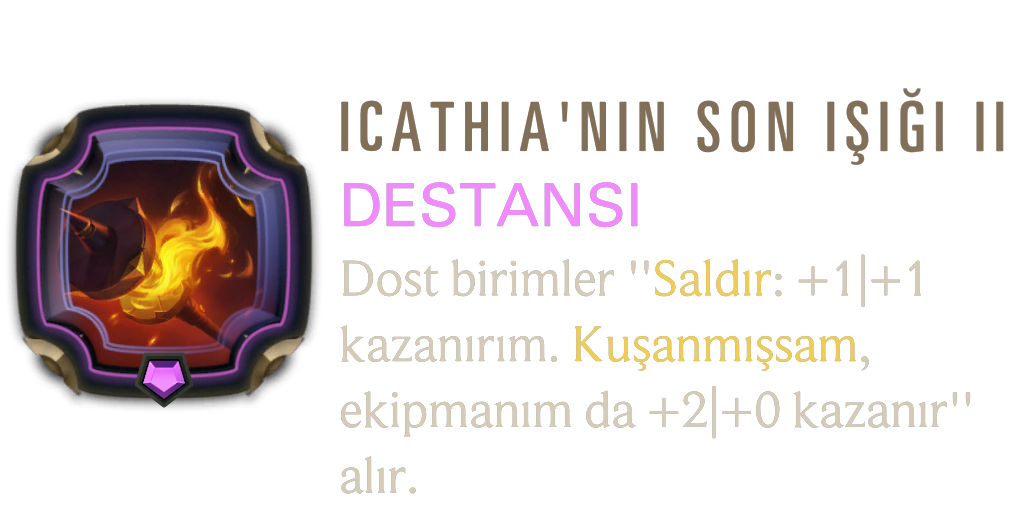 ICATHIA'NIN SON IŞIĞI II
DESTANSI
Dost birimler "Saldır: +1|+1
kazanırım. Kuşanmışsam,
ekipmanım da +2|+0 kazanır"
alır.